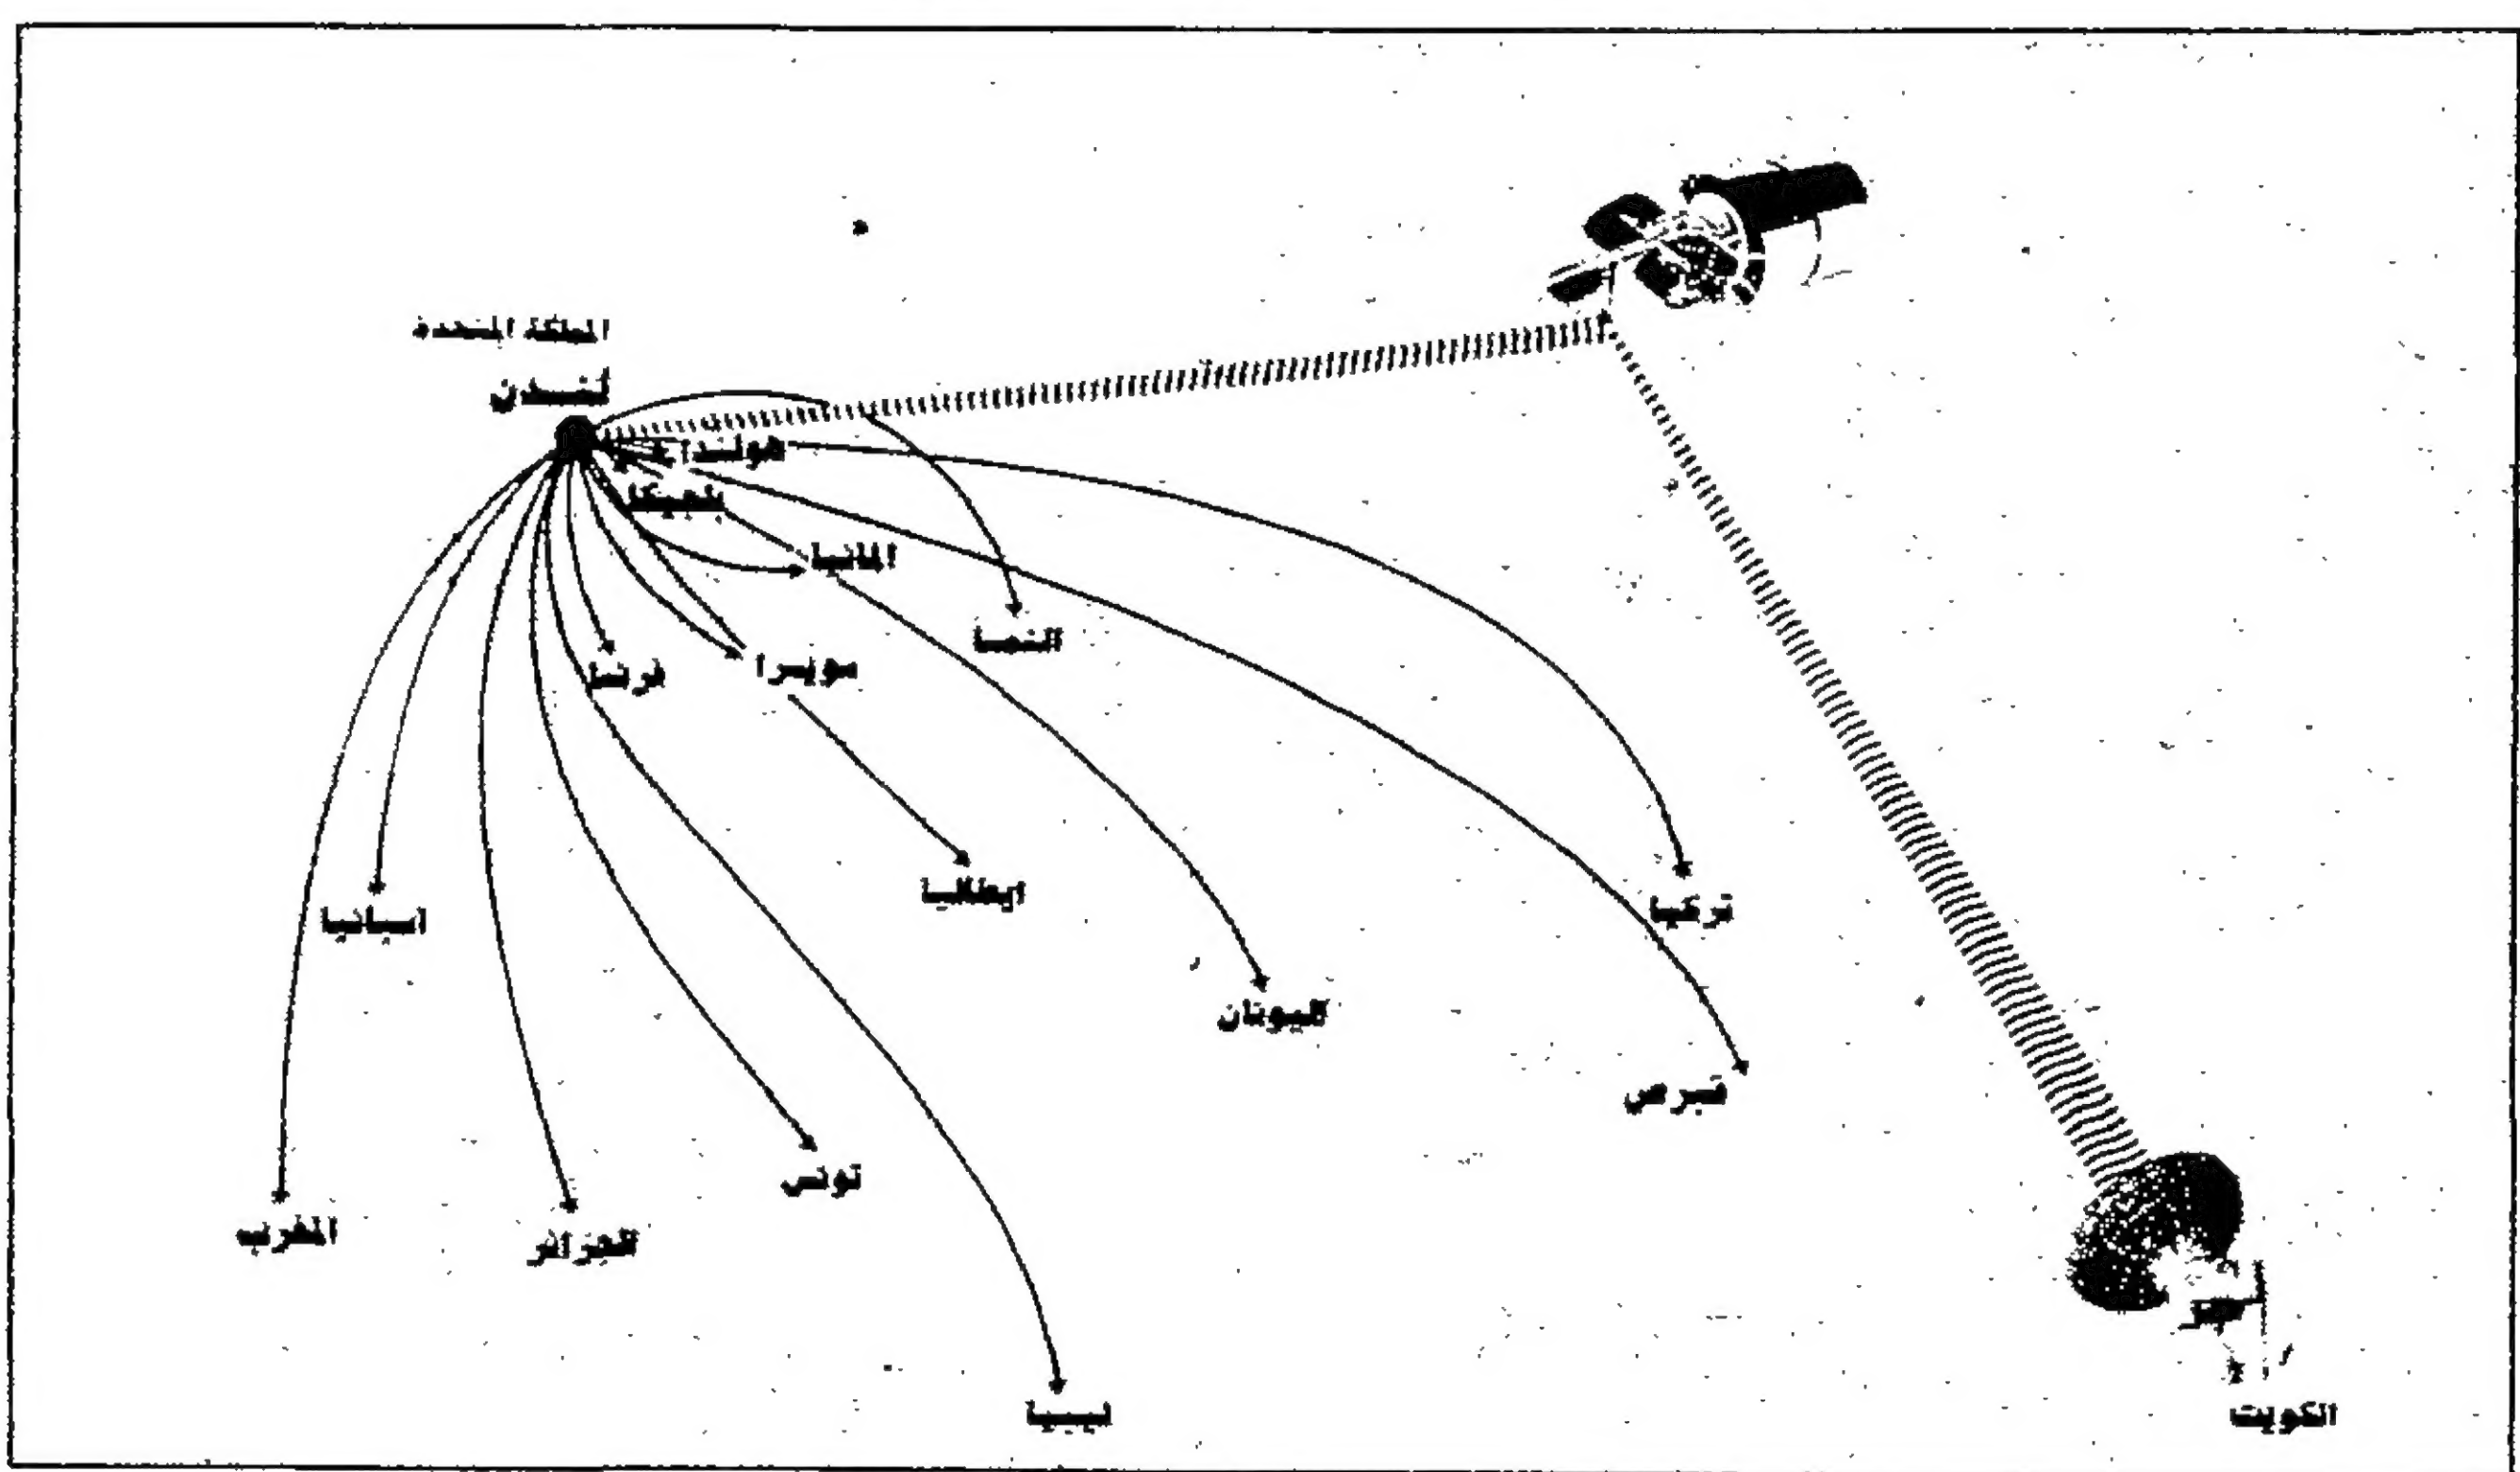 المملكة المتحدة
لندن
هولندا
بلجيكا
المانيا
النمسا
سويسرا
فرنسا
ايطاليا
تركيا
اسبانيا
اليونان
قبرص
تونس
المغرب
الجزائر
ليبيا
الكويت